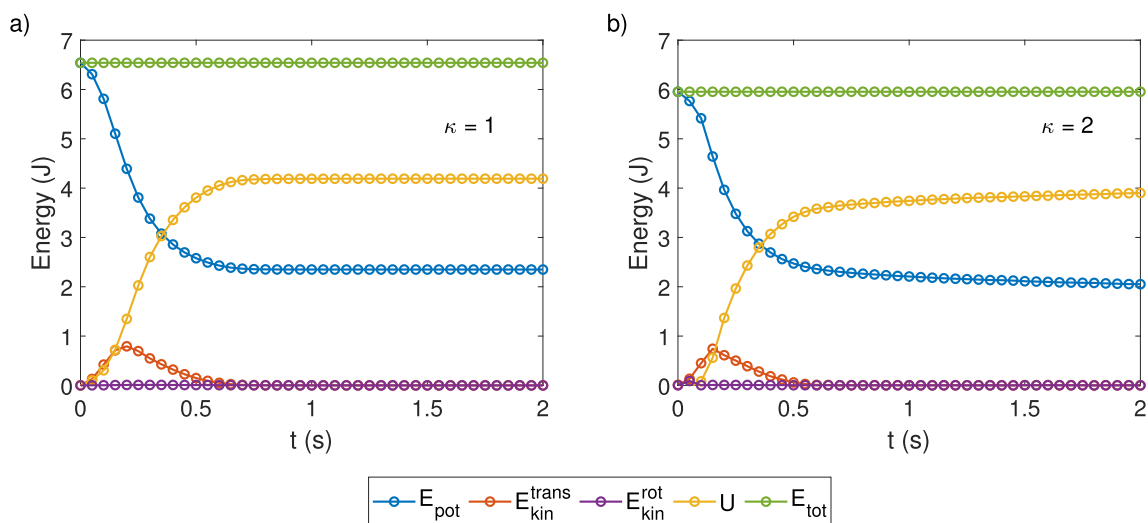 a)
7
6
5
4
3
2
1
0
Energy (J)
κ = 1
0 0.5 1 1.5 2
t (s)
b)
7
6
5
4
3
2
1
0
Energy (J)
κ = 2
0 0.5 1 1.5 2
t (s)
E_pot E_kin^trans E_kin^rot U E_tot